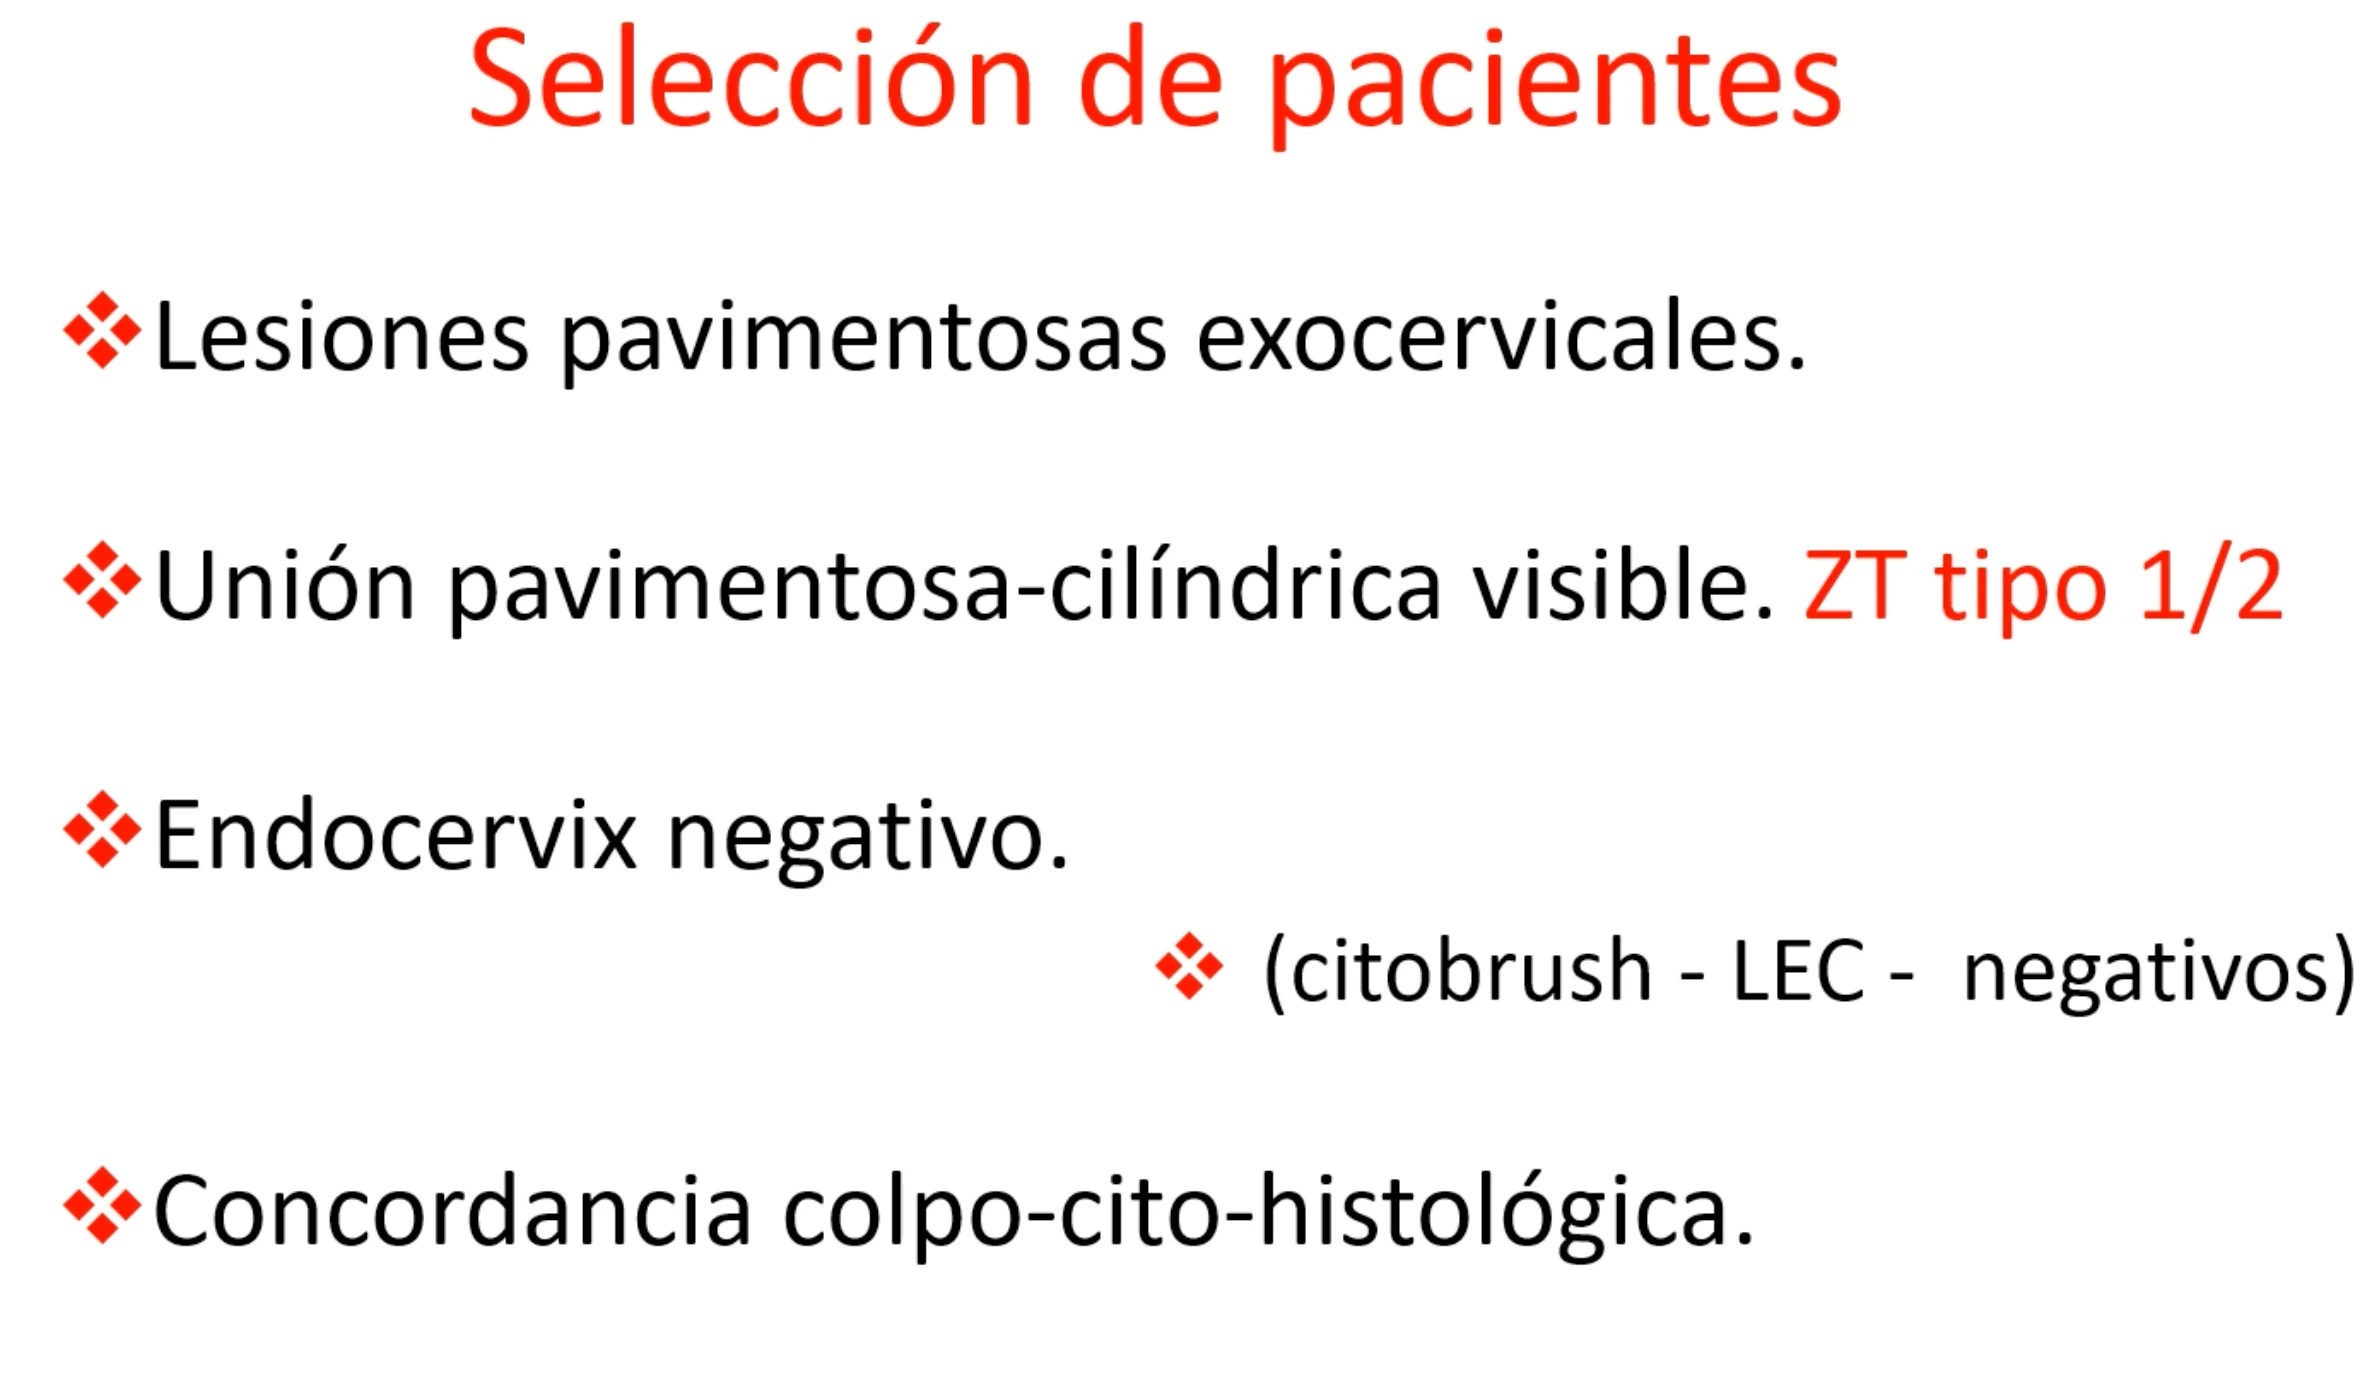 Selección de pacientes
❖Lesiones pavimentosas exocervicales.
❖Unión pavimentosa-cilíndrica visible. ZT tipo 1/2
❖Endocervix negativo.
❖ (citobrush - LEC - negativos)
❖Concordancia colpo-cito-histológica.